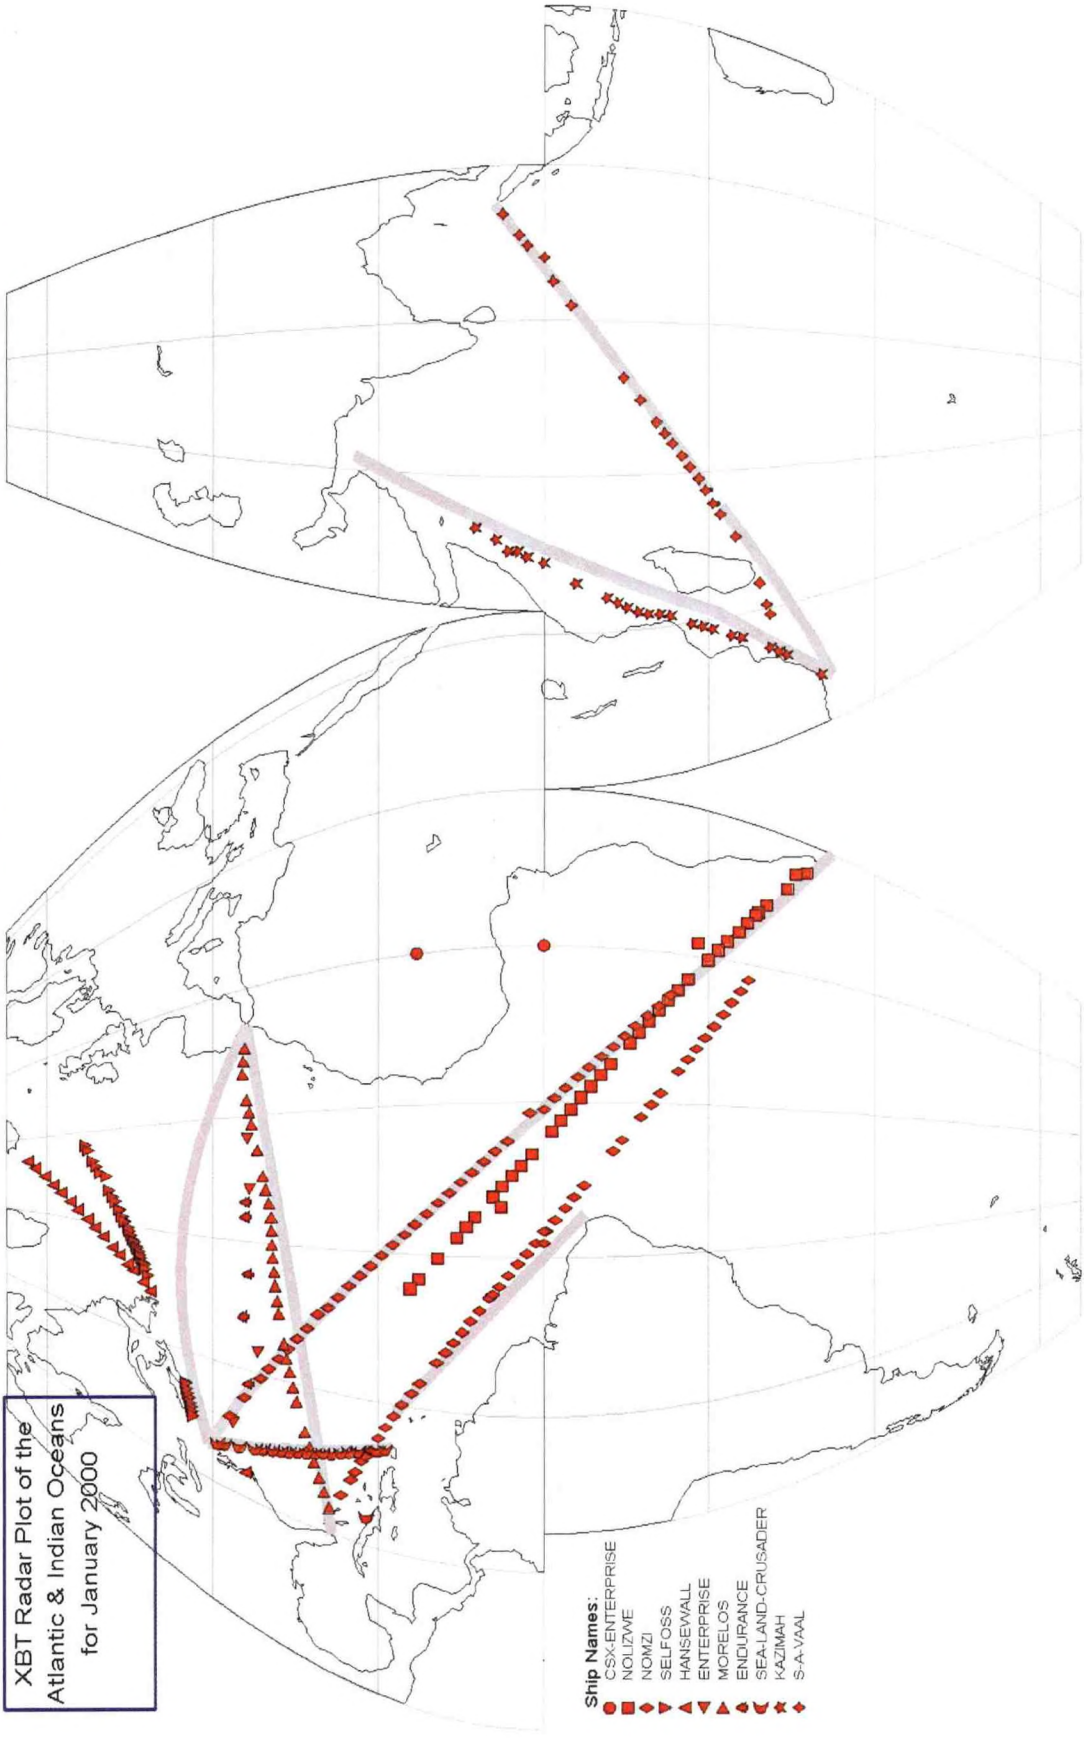 XBT Radar Plot of the
Atlantic & Indian Oceans
for January 2000
Ship Names:
CSX-ENTERPRISE
NOLIZWE
NOMZI
SELFOSS
HANSEWALL
ENTERPRISE
MORELOS
ENDURANCE
SEA-LAND-CRUSADER
KAZIMAH
S-A-VAAL